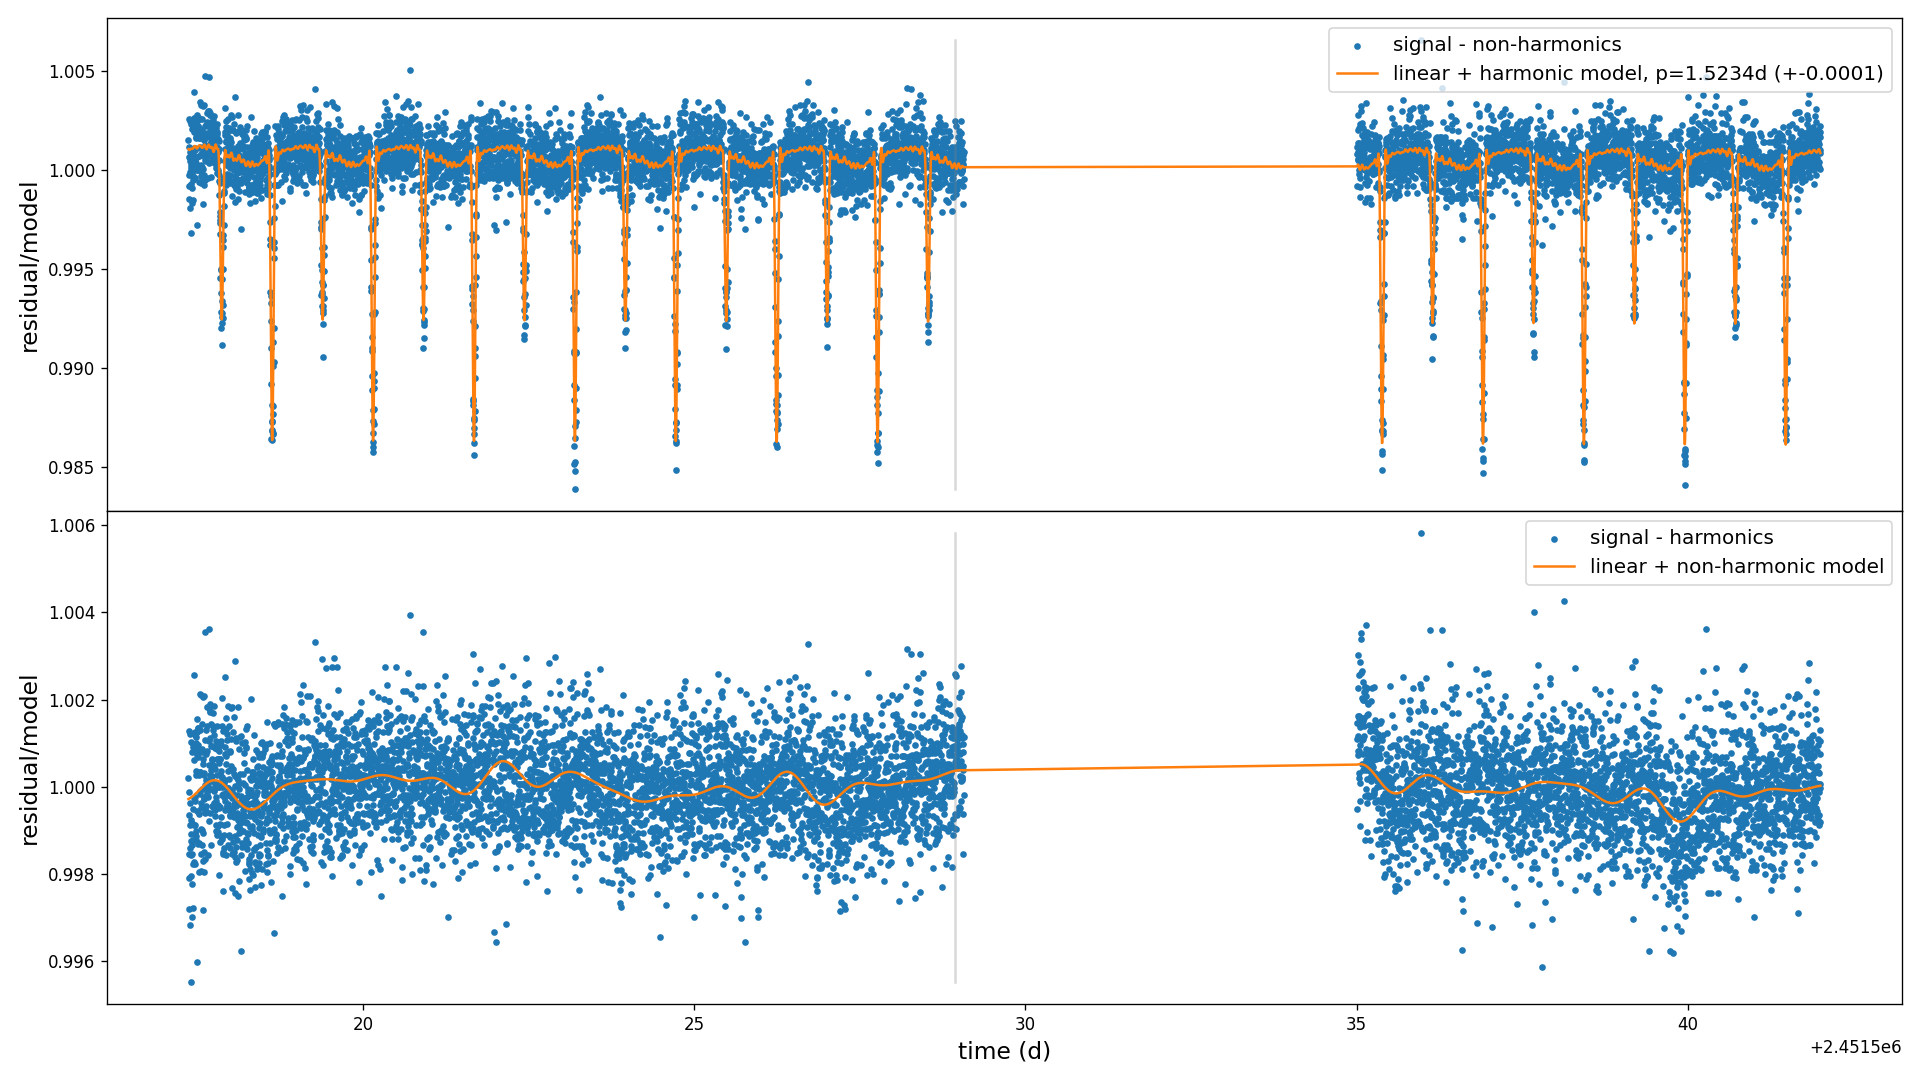 signal - non-harmonics
linear + harmonic model, p=1.5234d (+-0.0001)
residual/model
1.005
1.000
0.995
0.990
0.985
signal - harmonics
linear + non-harmonic model
residual/model
1.006
1.004
1.002
1.000
0.998
0.996
20
25
30
35
40
time (d)
+2.4515e6